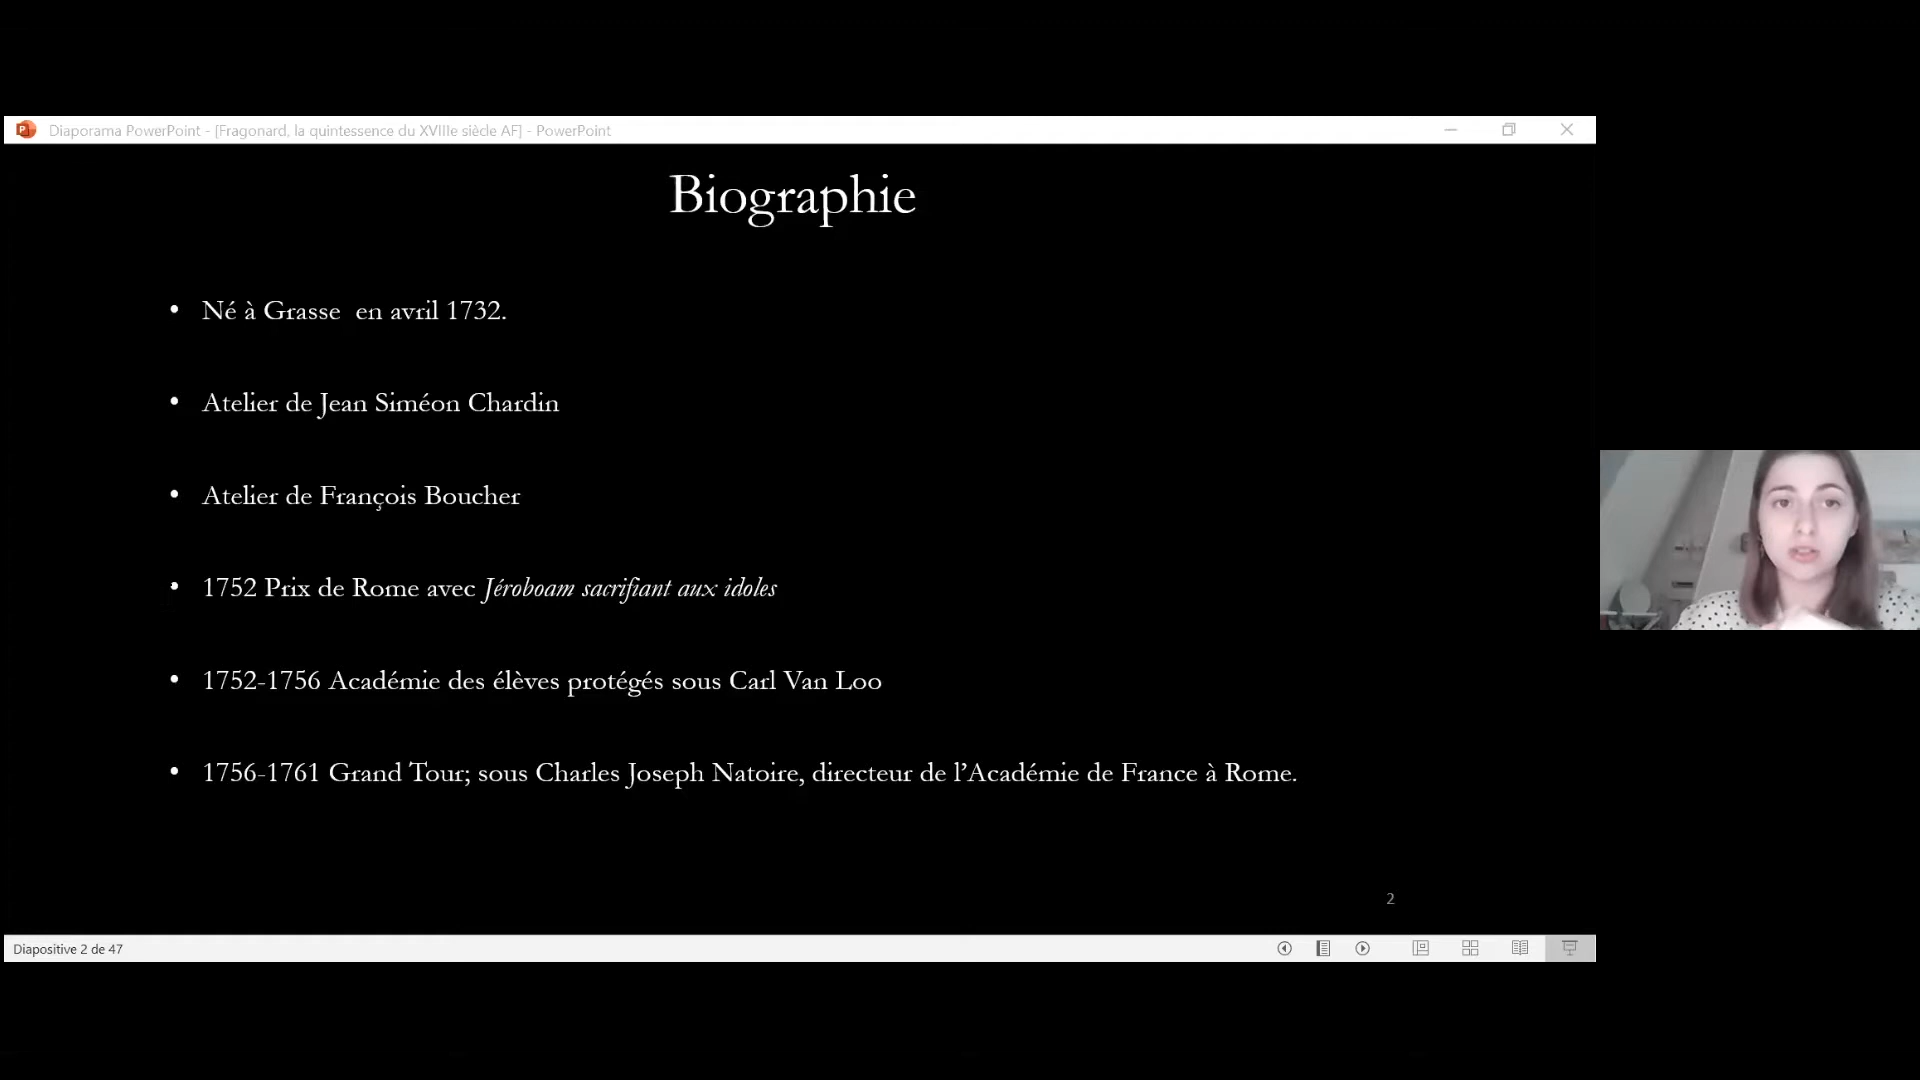 Diaporama PowerPoint - [Fragonard, la quintessence du XVIIIe siècle AF] - PowerPoint
Biographie
• Né à Grasse  en avril 1732.
• Atelier de Jean Siméon Chardin
• Atelier de François Boucher
• 1752 Prix de Rome avec Jéroboam sacrifiant aux idoles
• 1752-1756 Académie des élèves protégés sous Carl Van Loo
• 1756-1761 Grand Tour; sous Charles Joseph Natoire, directeur de l’Académie de France à Rome.
2
Diapositive 2 de 47